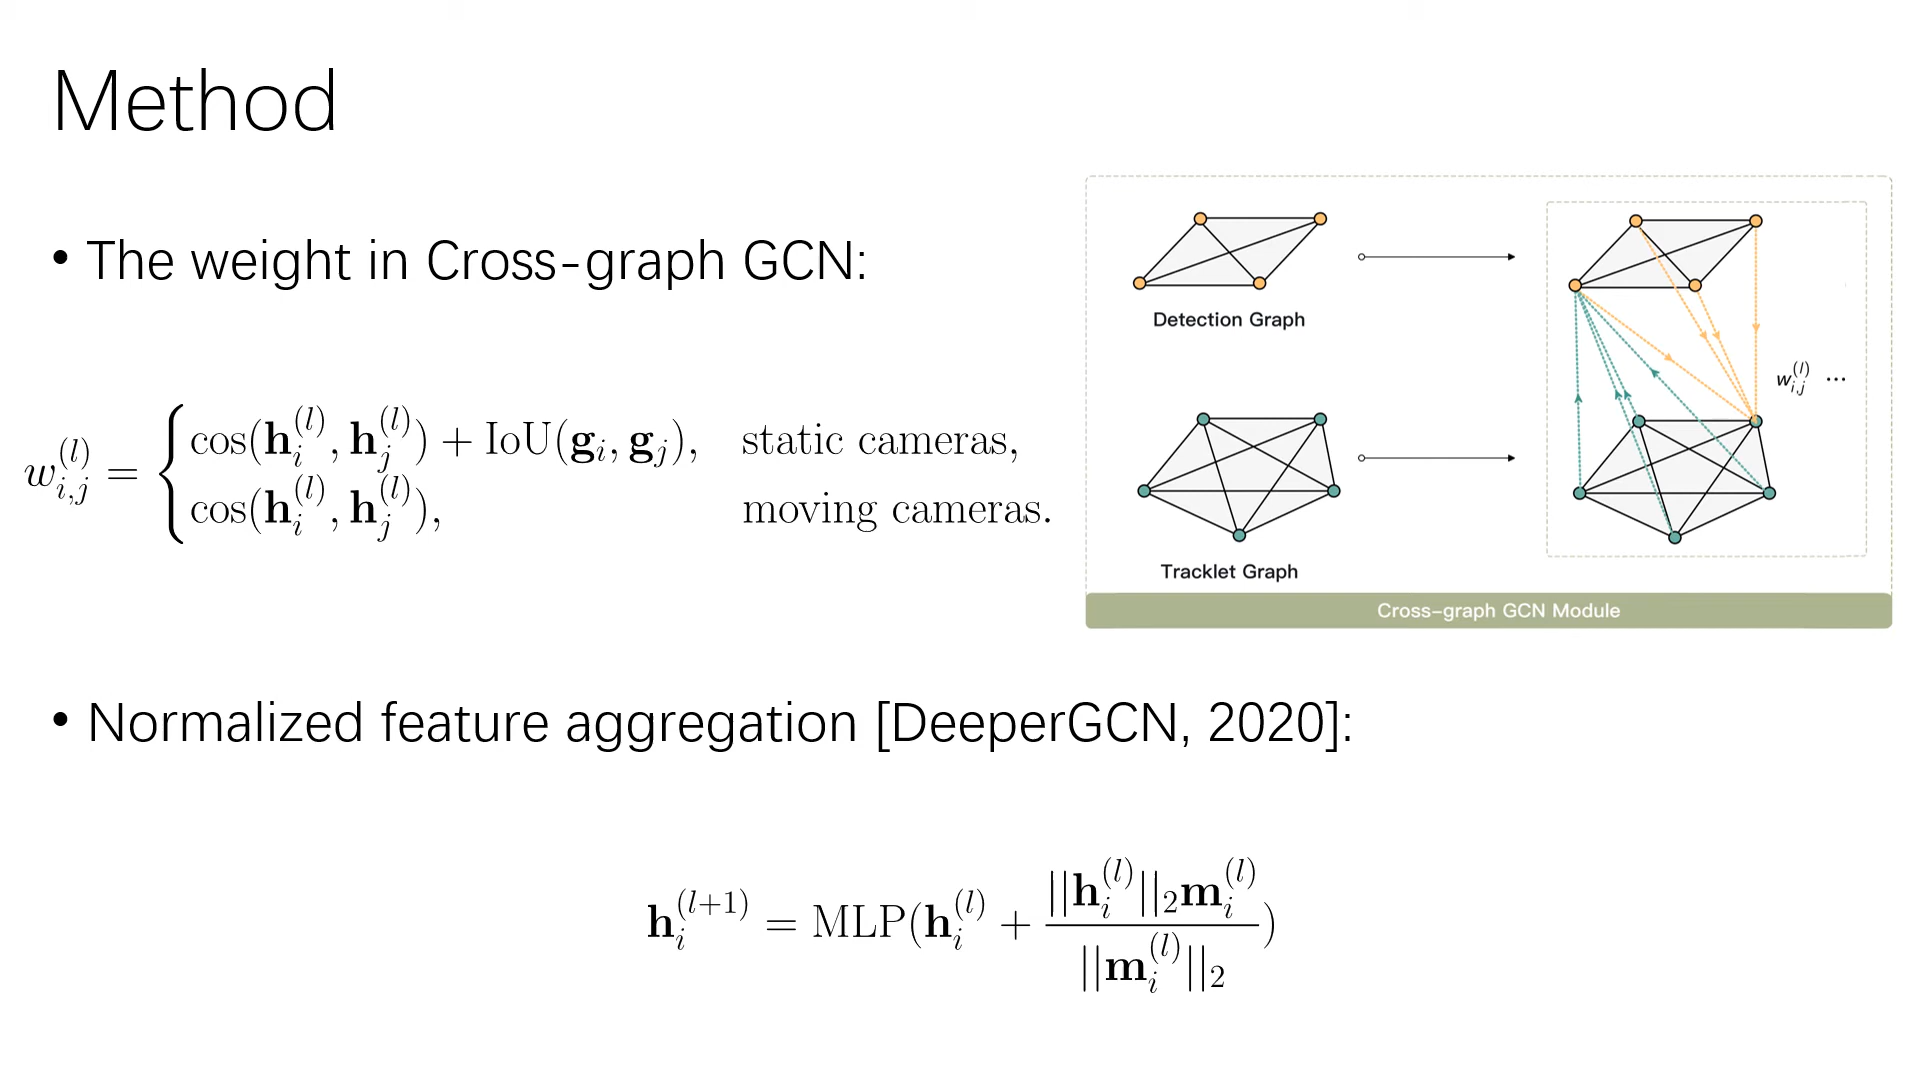 Method
• The weight in Cross-graph GCN:
w_{i,j}^{(l)} = { cos(h_i^{(l)}, h_j^{(l)}) + IoU(g_i, g_j), static cameras,
cos(h_i^{(l)}, h_j^{(l)}), moving cameras.
Detection Graph
w_{i,j}^{(l)} ...
Tracklet Graph
Cross-graph GCN Module
• Normalized feature aggregation [DeeperGCN, 2020]:
h_i^{(l+1)} = MLP(h_i^{(l)} + \frac{||h_i^{(l)}||_2 m_i^{(l)}}{||m_i^{(l)}||_2})